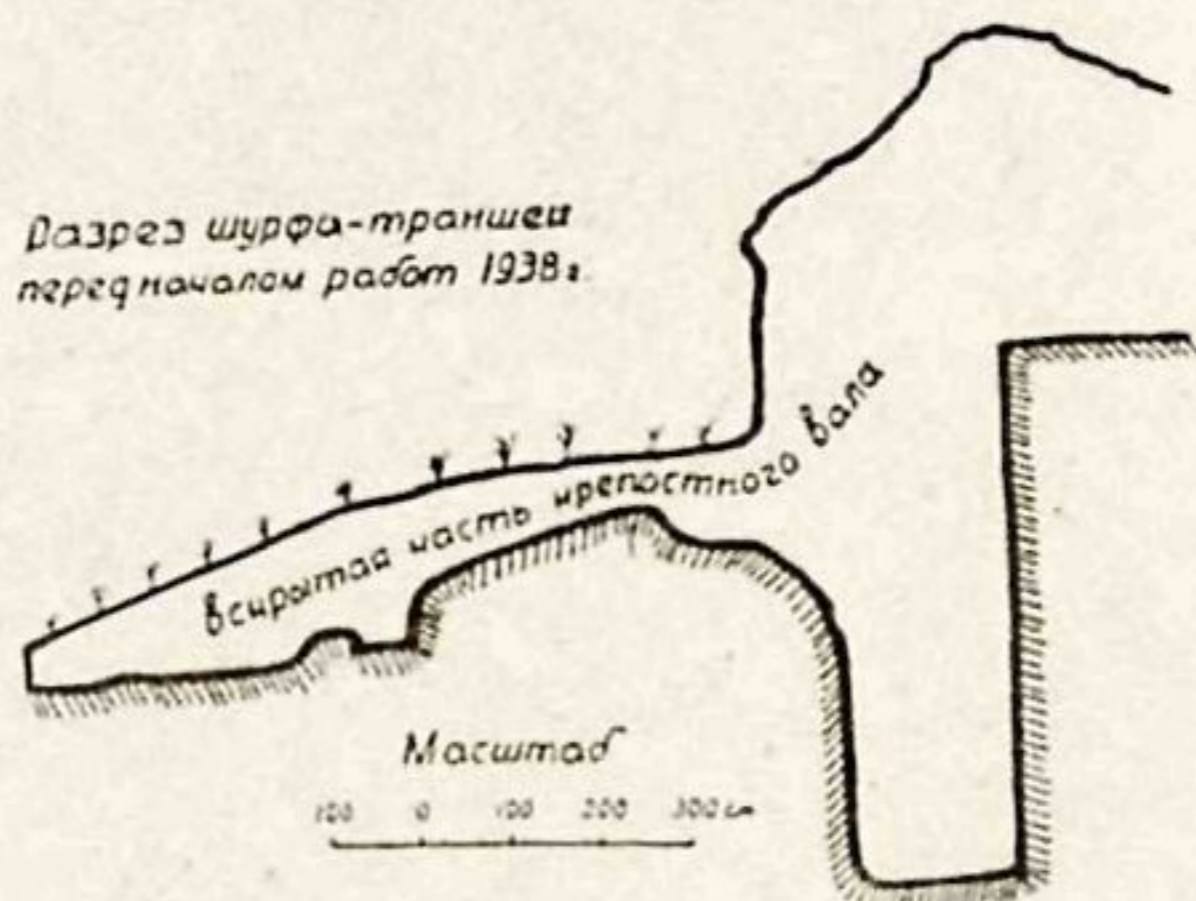 Разрез шурфа-траншеи
перед началом работ 1938 г.
вскрытая часть крепостного вала
Масштаб
100 0 100 200 300 см